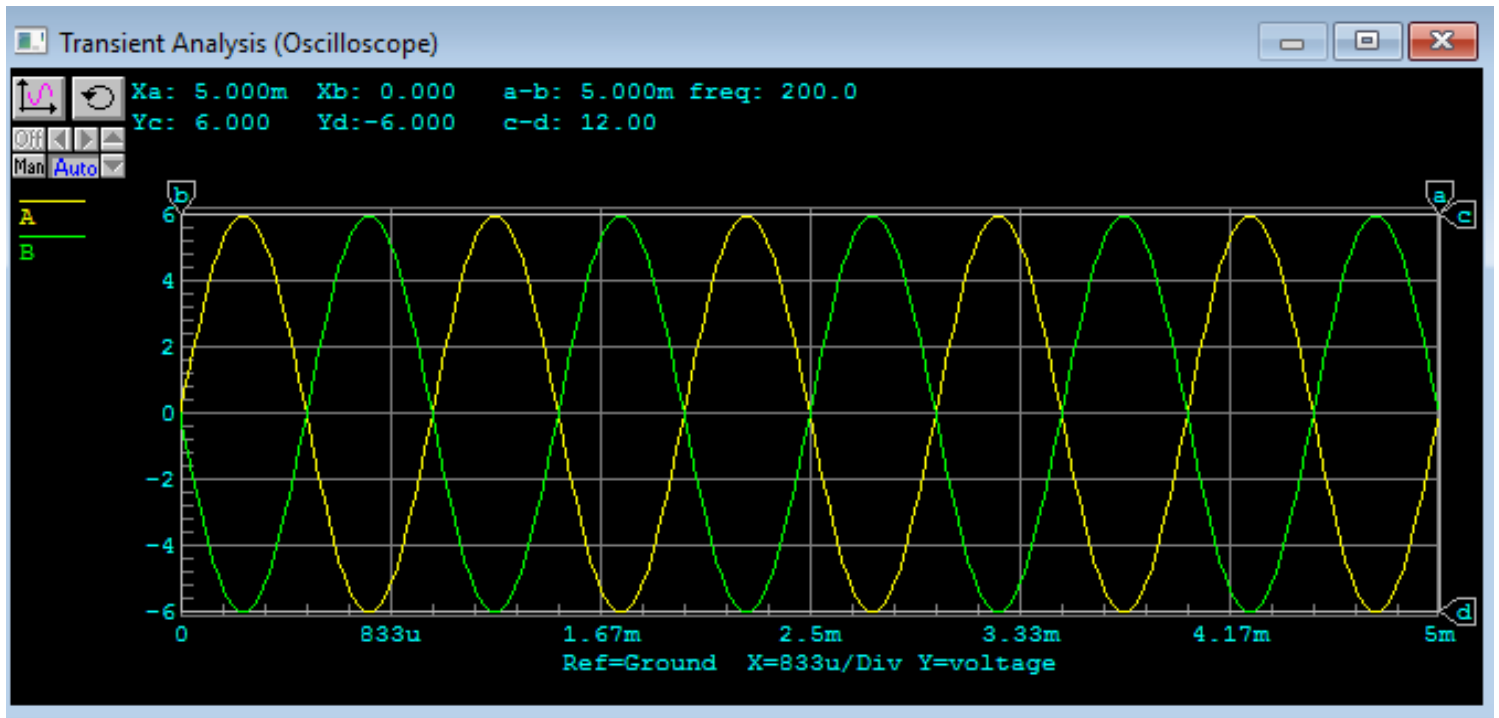 Transient Analysis (Oscilloscope)
Xa: 5.000m Xb: 0.000 a-b: 5.000m freq: 200.0
Yc: 6.000 Yd:-6.000 c-d: 12.00
Off
Man Auto
A
B
b a
6 c
4
2
0
-2
-4
-6 d
0 833u 1.67m 2.5m 3.33m 4.17m 5m
Ref=Ground X=833u/Div Y=voltage